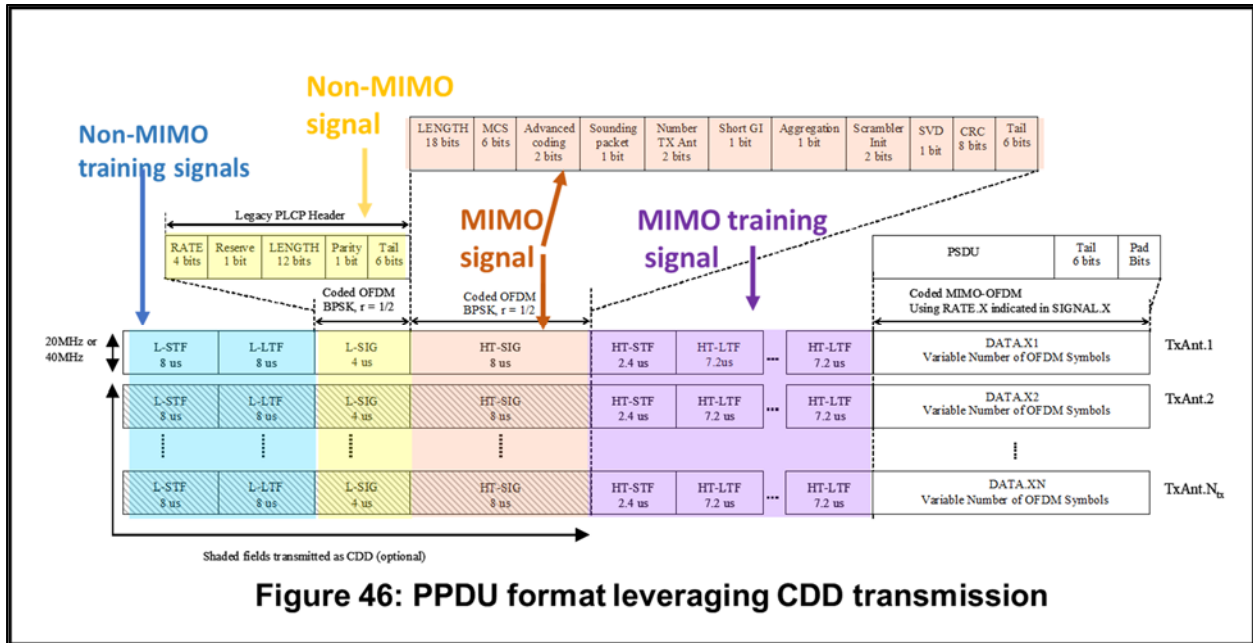 Non-MIMO
training signals
Non-MIMO
signal
LENGTH
18 bits
MCS
6 bits
Advanced
coding
2 bits
Sounding
packet
1 bit
Number
TX Ant
2 bits
Short GI
1 bit
Aggregation
1 bit
Scrambler
Init
2 bits
SVD
1 bit
CRC
8 bits
Tail
6 bits
Legacy PLCP Header
MIMO
signal
MIMO training
signal
RATE
4 bits
Reserve
1 bit
LENGTH
12 bits
Parity
1 bit
Tail
6 bits
PSDU
Tail
6 bits
Pad
Bits
Coded OFDM
BPSK, r = 1/2
Coded OFDM
BPSK, r = 1/2
Coded MIMO-OFDM
Using RATE.X indicated in SIGNAL.X
20MHz or
40MHz
L-STF
8 us
L-LTF
8 us
L-SIG
4 us
HT-SIG
8 us
HT-STF
2.4 us
HT-LTF
7.2us
...
HT-LTF
7.2 us
DATA.X1
Variable Number of OFDM Symbols
TxAnt.1
L-STF
8 us
L-LTF
8 us
L-SIG
4 us
HT-SIG
8 us
HT-STF
2.4 us
HT-LTF
7.2 us
...
HT-LTF
7.2 us
DATA.X2
Variable Number of OFDM Symbols
TxAnt.2
L-STF
8 us
L-LTF
8 us
L-SIG
4 us
HT-SIG
8 us
HT-STF
2.4 us
HT-LTF
7.2 us
...
HT-LTF
7.2 us
DATA.XN
Variable Number of OFDM Symbols
TxAnt.Ntx
Shaded fields transmitted as CDD (optional)
Figure 46: PPDU format leveraging CDD transmission